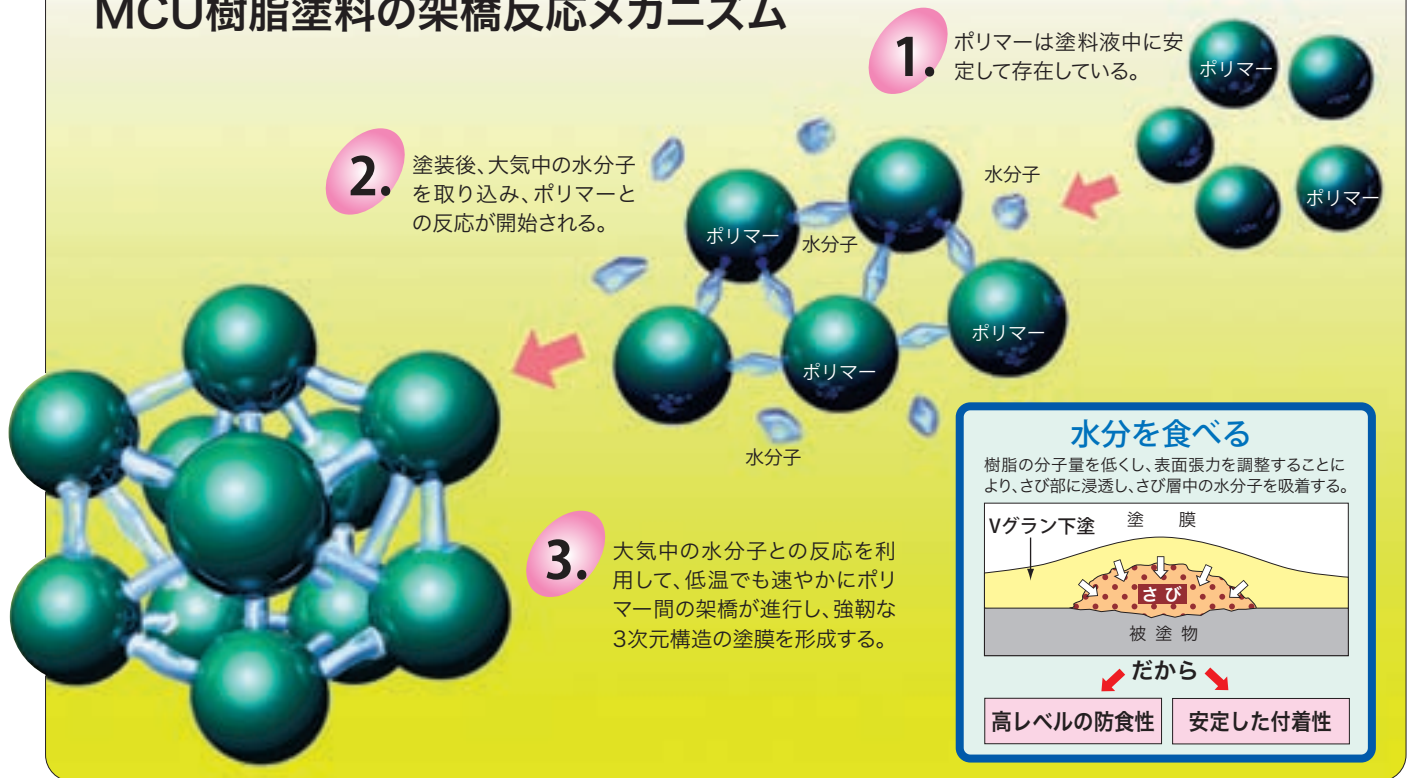 MCU樹脂塗料の架橋反応メカニズム
1.
ポリマーは塗料液中に安
定して存在している。
ポリマー
ポリマー
2.
塗装後、大気中の水分子
を取り込み、ポリマーと
の反応が開始される。
水分子
ポリマー
水分子
ポリマー
ポリマー
水分子
3.
大気中の水分子との反応を利
用して、低温でも速やかにポリ
マー間の架橋が進行し、強靭な
3次元構造の塗膜を形成する。
水分を食べる
樹脂の分子量を低くし、表面張力を調整することに
より、さび部に浸透し、さび層中の水分子を吸着する。
Vグラン下塗
塗 膜
さび
被塗物
だから
高レベルの防食性
安定した付着性